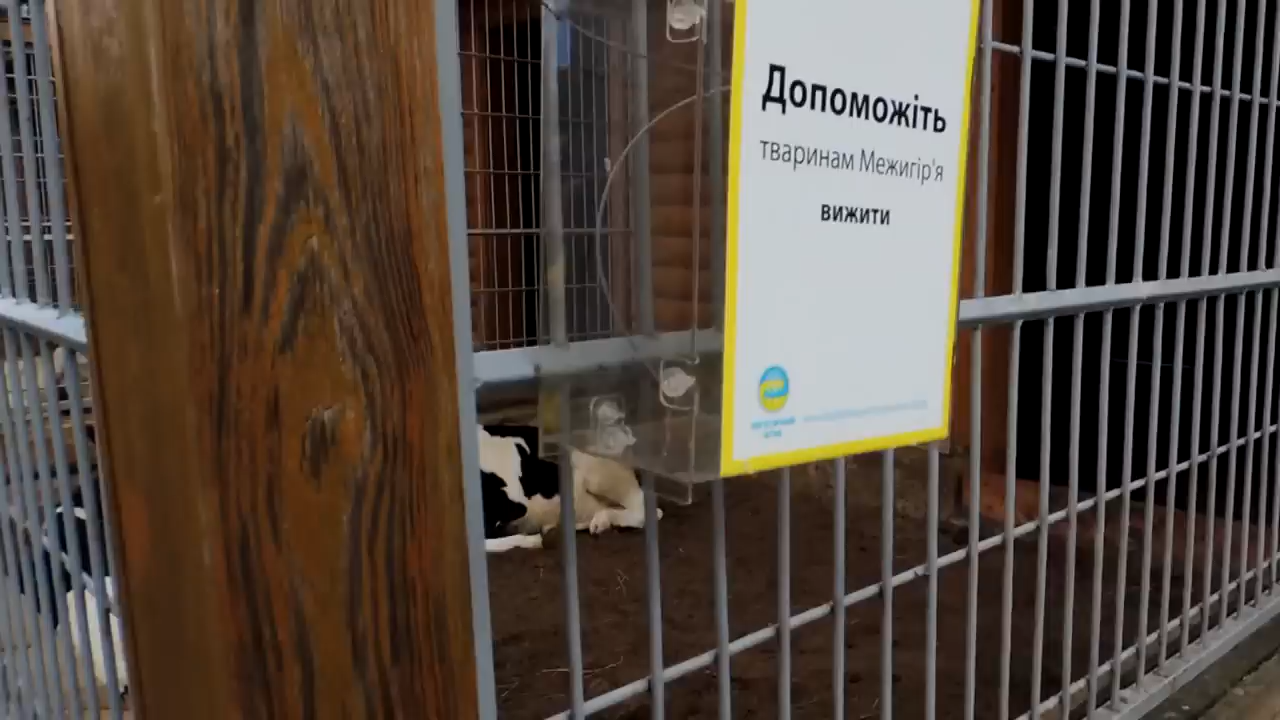 Допоможіть
тваринам Межигір'я
вижити